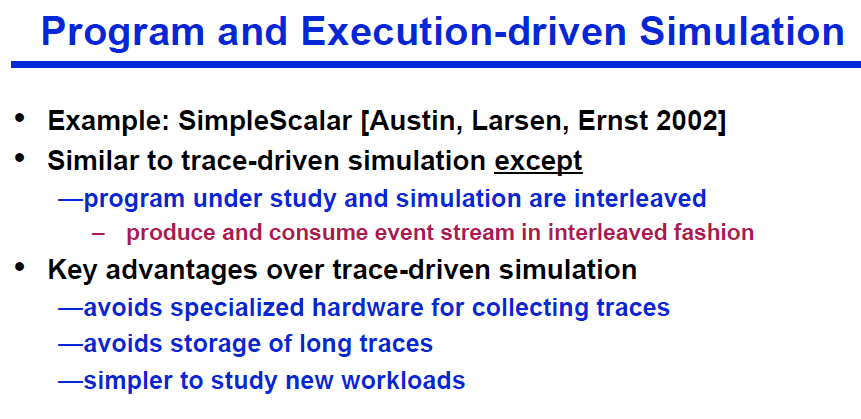 Program and Execution-driven Simulation
• Example: SimpleScalar [Austin, Larsen, Ernst 2002]
• Similar to trace-driven simulation except
—program under study and simulation are interleaved
– produce and consume event stream in interleaved fashion
• Key advantages over trace-driven simulation
—avoids specialized hardware for collecting traces
—avoids storage of long traces
—simpler to study new workloads